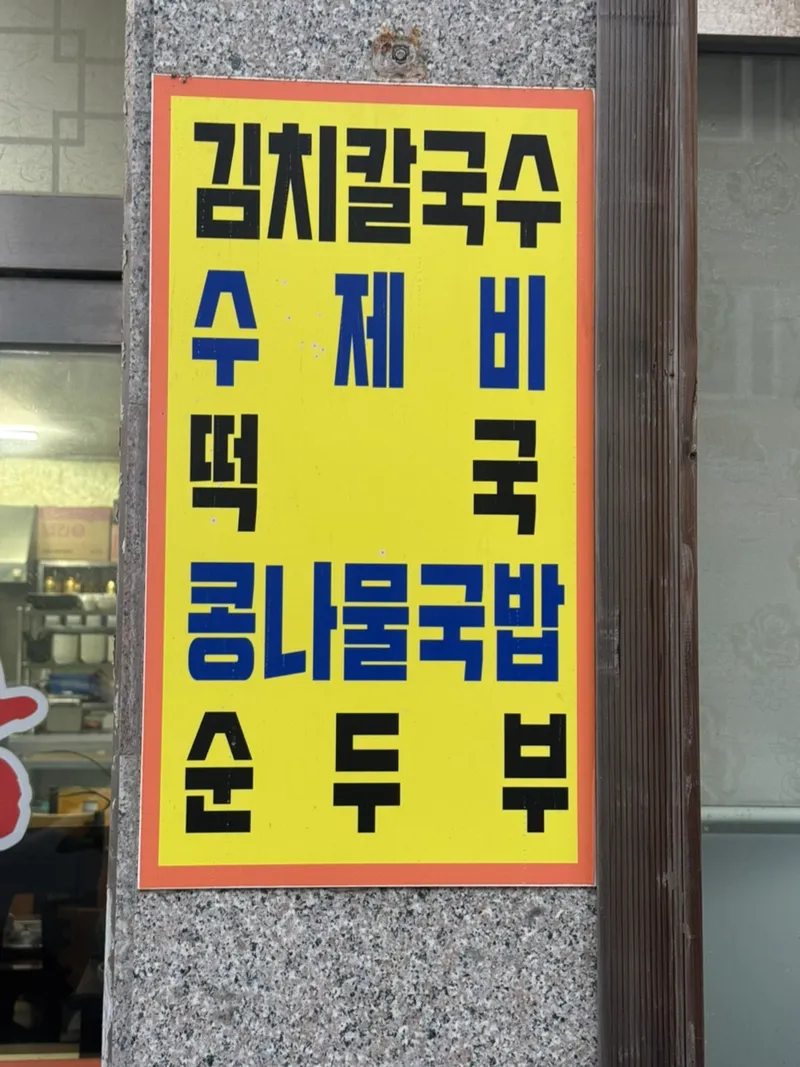 김치칼국수
수 제 비
떡 국
콩나물국밥
순 두 부